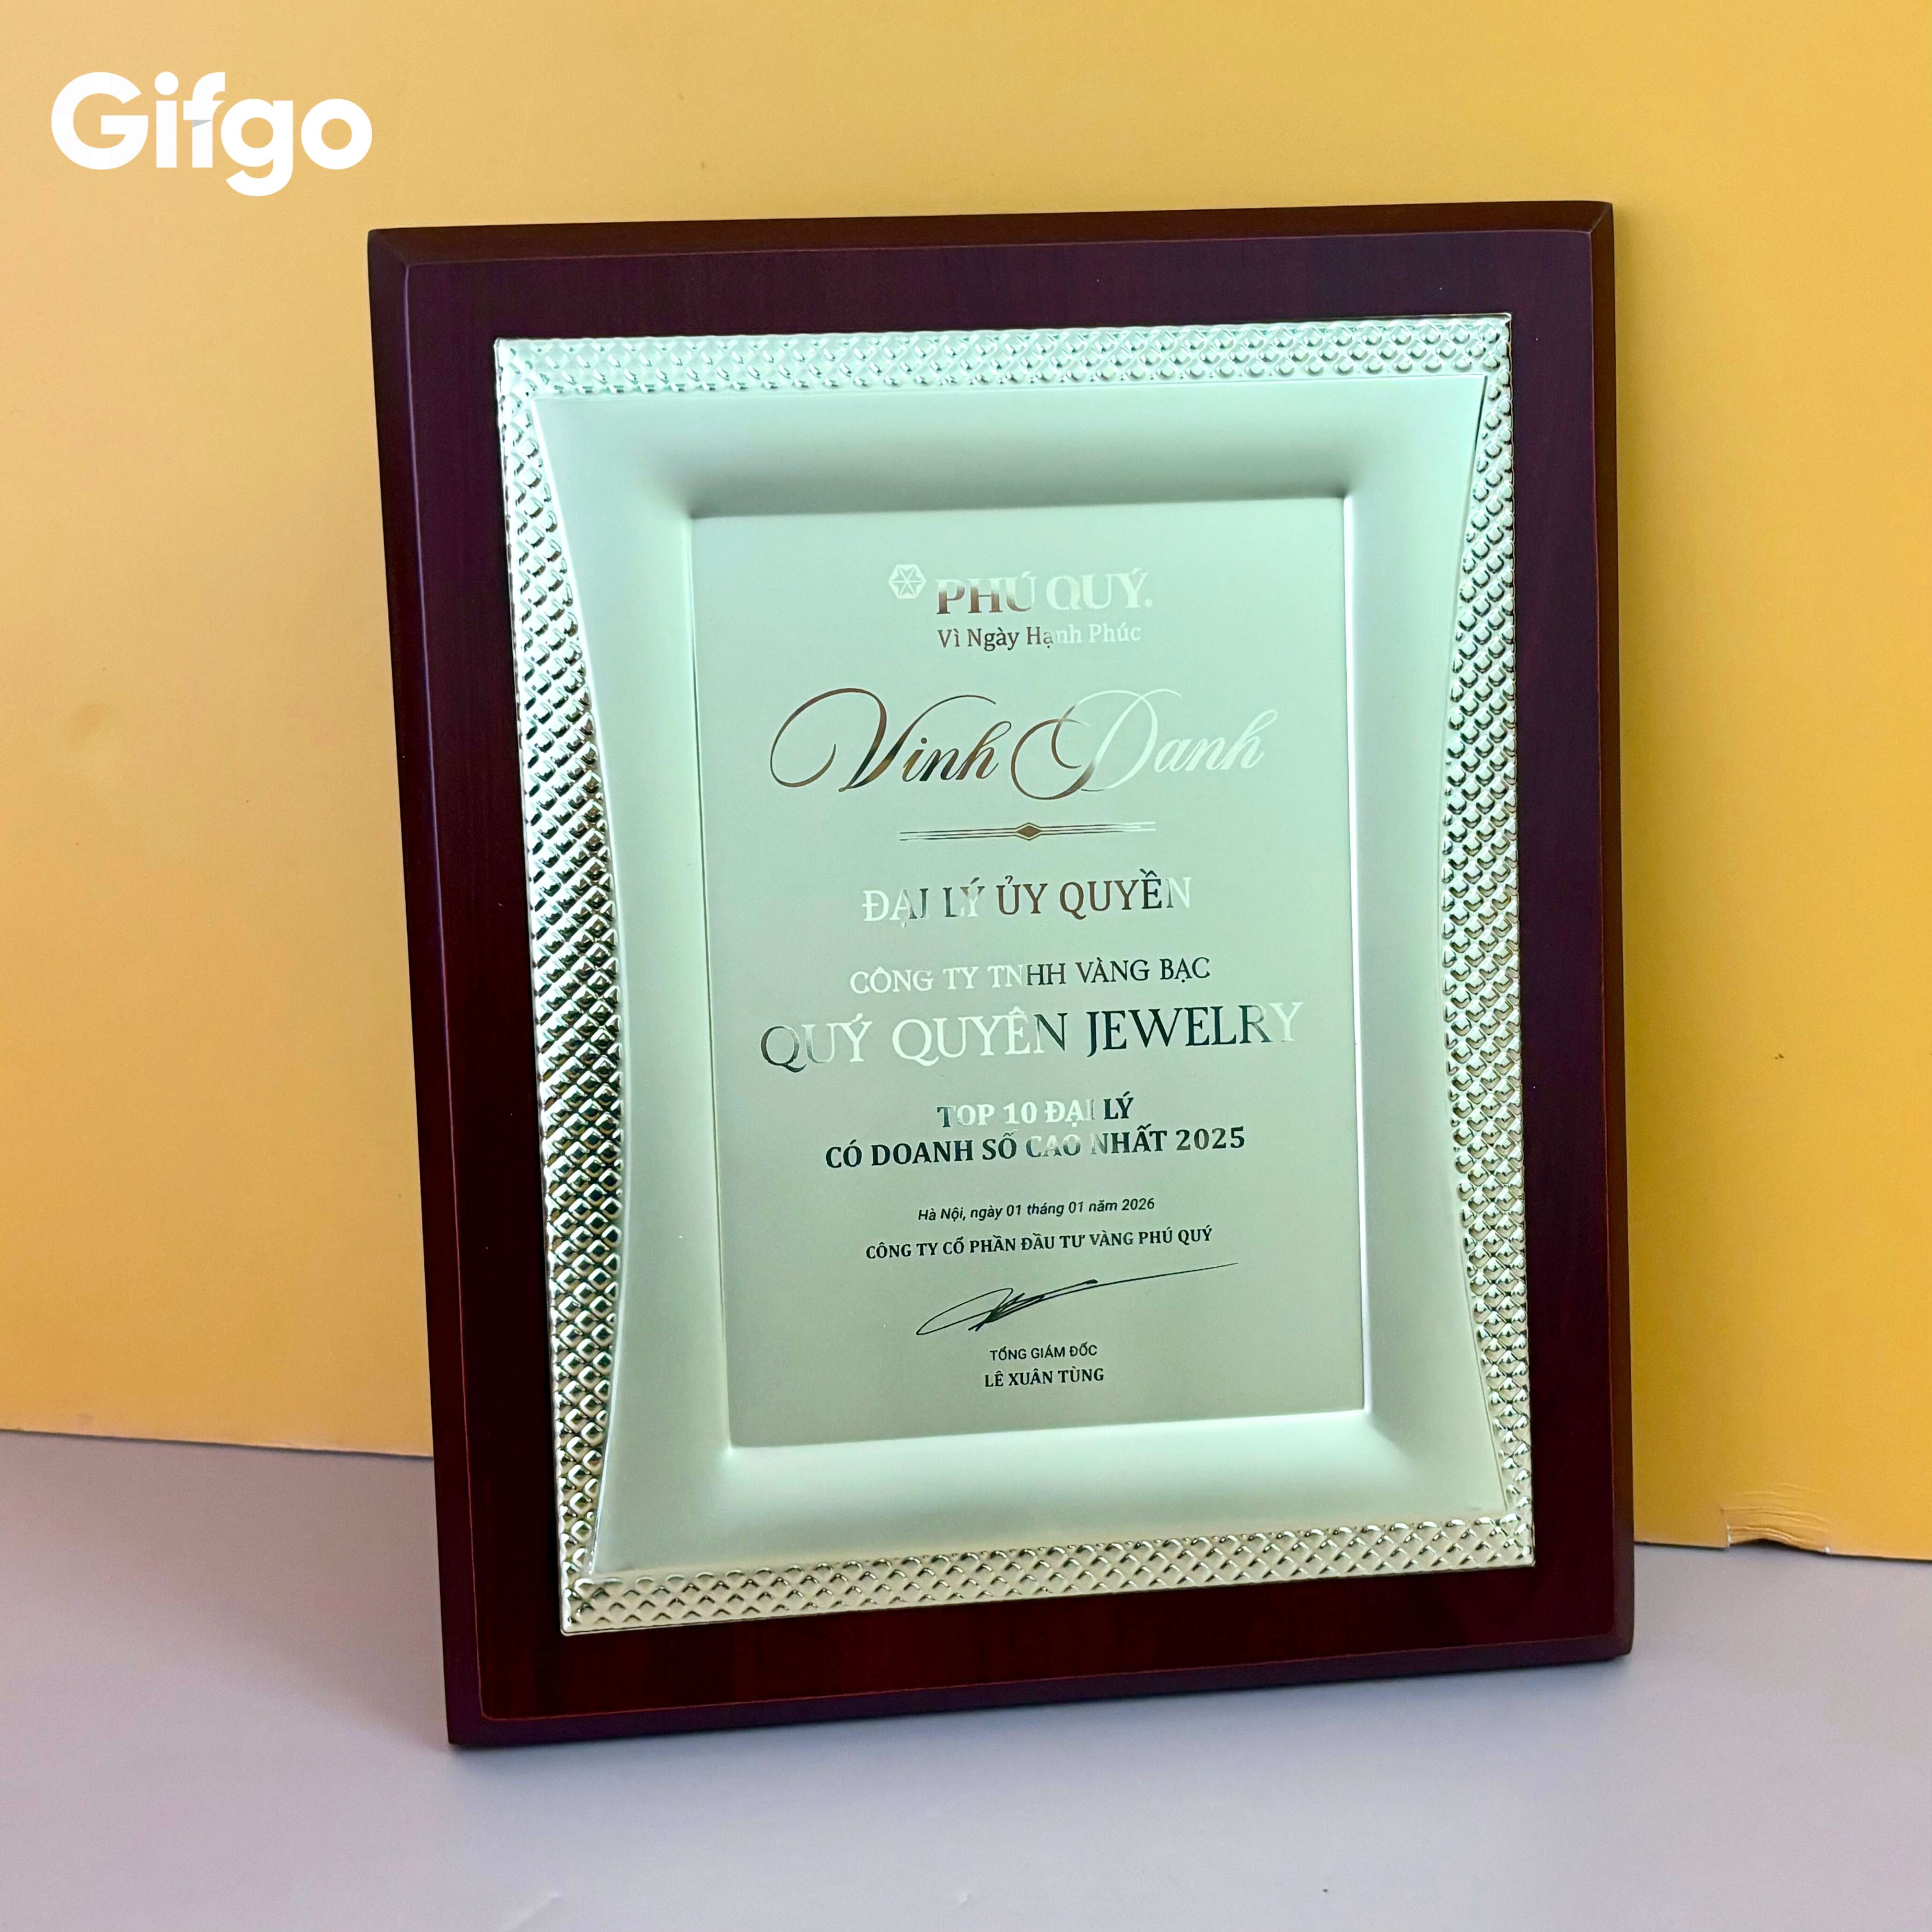 Gifgo
PHÚ QUÝ.
Vì Ngày Hạnh Phúc
Vinh Danh
ĐẠI LÝ ỦY QUYỀN
CÔNG TY TNHH VÀNG BẠC
QUÝ QUYÊN JEWELRY
TOP 10 ĐẠI LÝ
CÓ DOANH SỐ CAO NHẤT 2025
Hà Nội, ngày 01 tháng 01 năm 2026
CÔNG TY CỔ PHẦN ĐẦU TƯ VÀNG PHÚ QUÝ
TỔNG GIÁM ĐỐC
LÊ XUÂN TÙNG